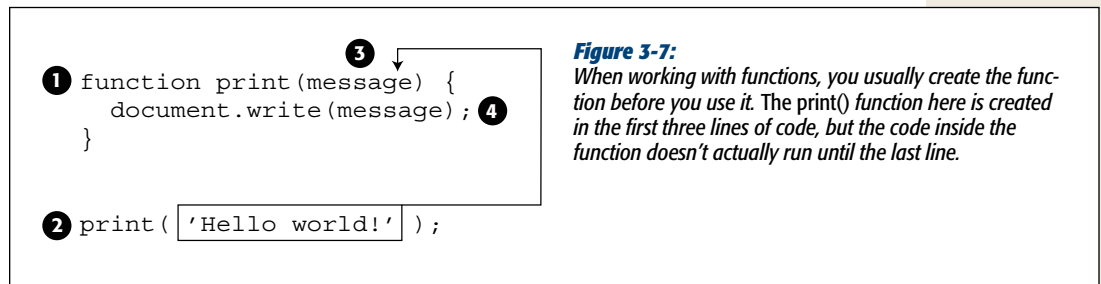 3
1 function print(message) {
document.write(message); 4
}
2 print( 'Hello world!' );
Figure 3-7:
When working with functions, you usually create the func-
tion before you use it. The print() function here is created
in the first three lines of code, but the code inside the
function doesn't actually run until the last line.